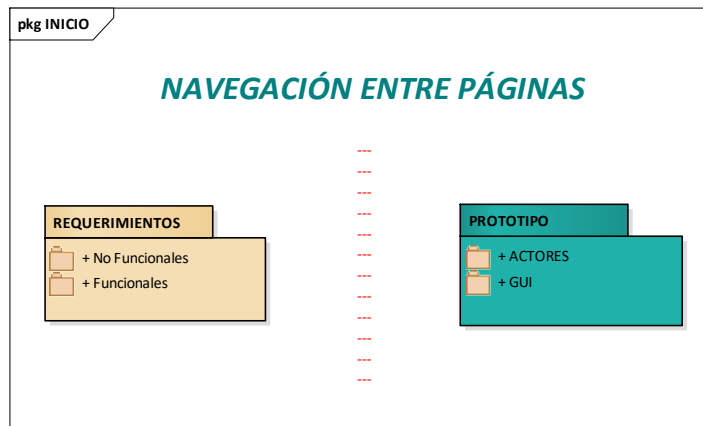 pkg INICIO
NAVEGACIÓN ENTRE PÁGINAS
---
---
---
---
---
---
---
---
---
---
---
---
REQUERIMIENTOS
+ No Funcionales
+ Funcionales
PROTOTIPO
+ ACTORES
+ GUI